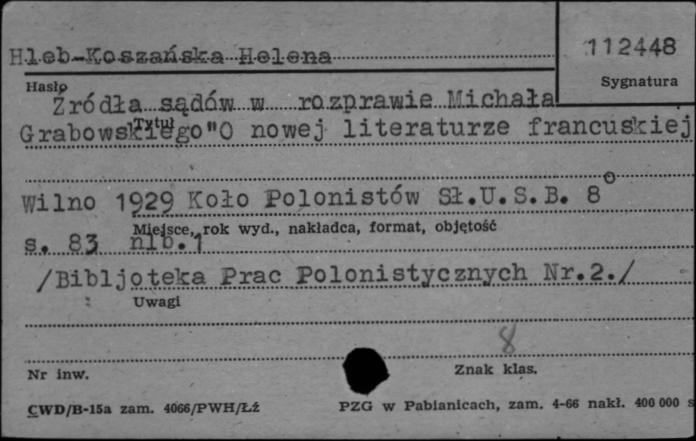 Hleb-Koszańska Helena
112448
Sygnatura
Hasło
Źródła sądów w rozprawie Michała
Tytuł
Grabowskiego"O nowej literaturze francuskiej
Wilno 1929 Koło Polonistów Sł.U.S.B. 8°
Miejsce, rok wyd., nakładca, format, objętość
s. 83 nlb.1
/Bibljoteka Prac Polonistycznych Nr.2./
Uwagi
8
Nr inw.
Znak klas.
CWD/B-15a zam. 4066/PWH/Łź
PZG w Pabianicach, zam. 4-66 nakł. 400 000 s